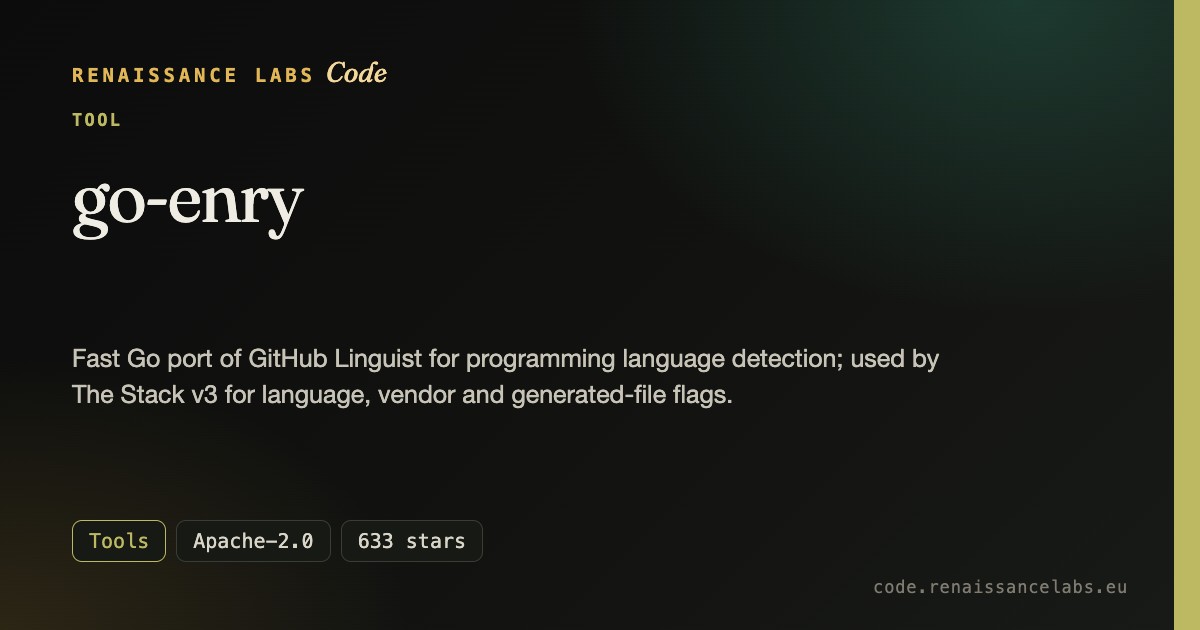 RENAISSANCE LABS Code
TOOL
go-enry
Fast Go port of GitHub Linguist for programming language detection; used by
The Stack v3 for language, vendor and generated-file flags.
Tools
Apache-2.0
633 stars
code.renaissancelabs.eu